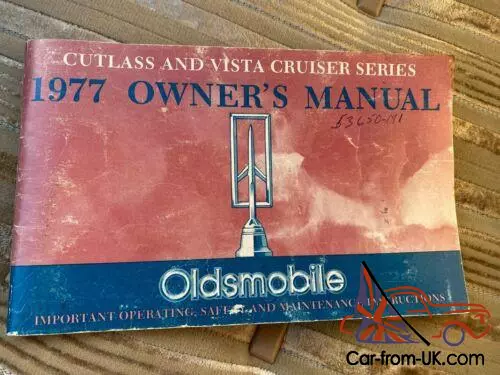 CUTLASS AND VISTA CRUISER SERIES
1977 OWNER'S MANUAL
Oldsmobile
IMPORTANT OPERATING, SAFETY AND MAINTENANCE INSTRUCTIONS
Car-from-UK.com